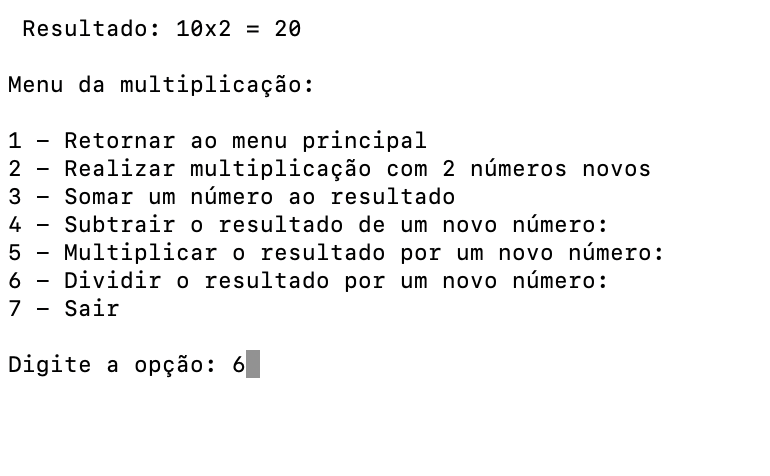 Resultado: 10x2 = 20
Menu da multiplicação:
1 – Retornar ao menu principal
2 – Realizar multiplicação com 2 números novos
3 – Somar um número ao resultado
4 – Subtrair o resultado de um novo número:
5 – Multiplicar o resultado por um novo número:
6 – Dividir o resultado por um novo número:
7 – Sair
Digite a opção: 6